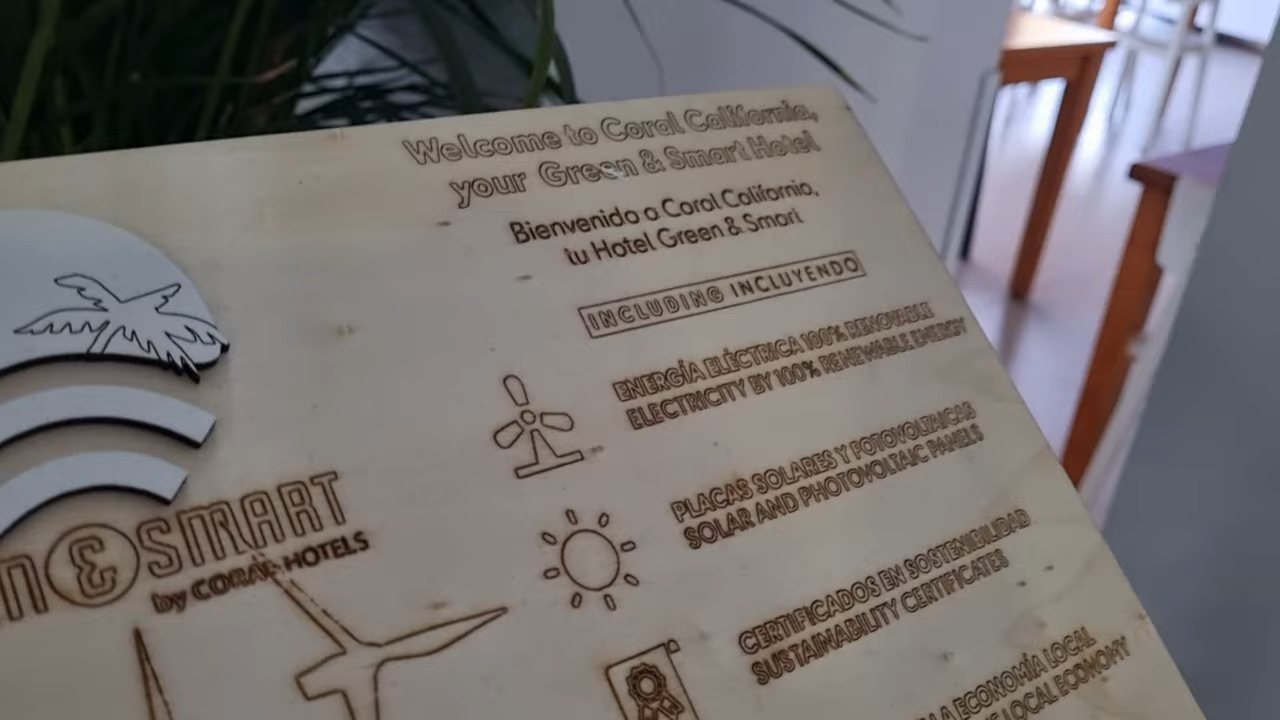 Welcome to Coral California,
your Green & Smart Hotel
Bienvenido a Coral California,
tu Hotel Green & Smart
INCLUDING INCLUYENDO
ENERGÍA ELÉCTRICA 100% RENOVABLE
ELECTRICITY BY 100% RENEWABLE ENERGY
PLACAS SOLARES Y FOTOVOLTAICAS
SOLAR AND PHOTOVOLTAIC PANELS
CERTIFICADOS EN SOSTENIBILIDAD
SUSTAINABILITY CERTIFICATES
LA ECONOMÍA LOCAL
LOCAL ECONOMY
N & SMART
by CORAL HOTELS